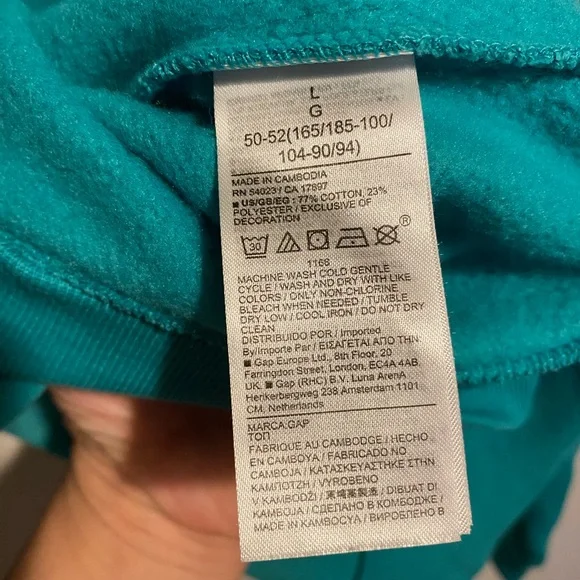 L
G
50-52(165/185-100/
104-90/94)
MADE IN CAMBODIA
RN 54023 / CA 17897
■ US/GB/EG : 77% COTTON, 23%
POLYESTER / EXCLUSIVE OF
DECORATION
30
®
1168
MACHINE WASH COLD GENTLE
CYCLE / WASH AND DRY WITH LIKE
COLORS / ONLY NON-CHLORINE
BLEACH WHEN NEEDED / TUMBLE
DRY LOW / COOL IRON / DO NOT DRY
CLEAN
DISTRIBUIDO POR / Imported
By/Importe Par / ΕΙΣΑΓΕΤΑΙ ΑΠΟ ΤΗΝ
■ Gap Europe Ltd., 8th Floor, 20
Farringdon Street, London, EC4A 4AB,
UK. ■ Gap (RHC) B.V. Luna ArenA
Herikerbergweg 238 Amsterdam 1101
CM, Netherlands
MARCA: GAP
ТОП
FABRIQUE AU CAMBODGE / HECHO
EN CAMBOYA / FABRICADO NO
CAMBOJA / ΚΑΤΑΣΚΕΥΑΣΤΗΚΕ ΣΤΗΝ
ΚΑΜΠΟΤΖΗ / VYROBENO
V KAMBODŽI / 柬埔寨製造 / DIBUAT DI
KAMBOJA / СДЕЛАНО В КОМБОДЖЕ /
MADE IN KAMBOCYA / WYPROBLENO B